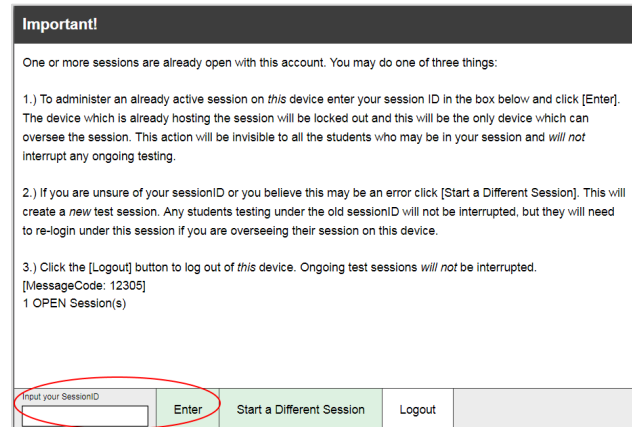 Important!
One or more sessions are already open with this account. You may do one of three things:
1.) To administer an already active session on this device enter your session ID in the box below and click [Enter].
The device which is already hosting the session will be locked out and this will be the only device which can
oversee the session. This action will be invisible to all the students who may be in your session and will not
interrupt any ongoing testing.
2.) If you are unsure of your sessionID or you believe this may be an error click [Start a Different Session]. This will
create a new test session. Any students testing under the old sessionID will not be interrupted, but they will need
to re-login under this session if you are overseeing their session on this device.
3.) Click the [Logout] button to log out of this device. Ongoing test sessions will not be interrupted.
[MessageCode: 12305]
1 OPEN Session(s)
Input your SessionID
Enter Start a Different Session Logout